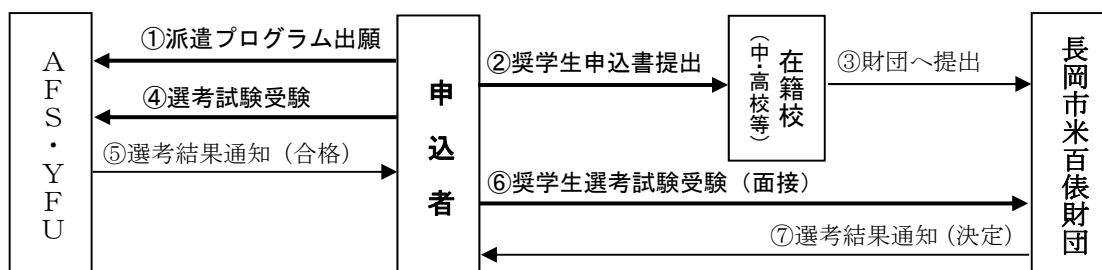 AFS・YFU
①派遣プログラム出願
④選考試験受験
⑤選考結果通知（合格）
申込者
②奨学生申込書提出
在籍校
（中・高校等）
③財団へ提出
⑥奨学生選考試験受験（面接）
⑦選考結果通知（決定）
長岡市米百俵財団